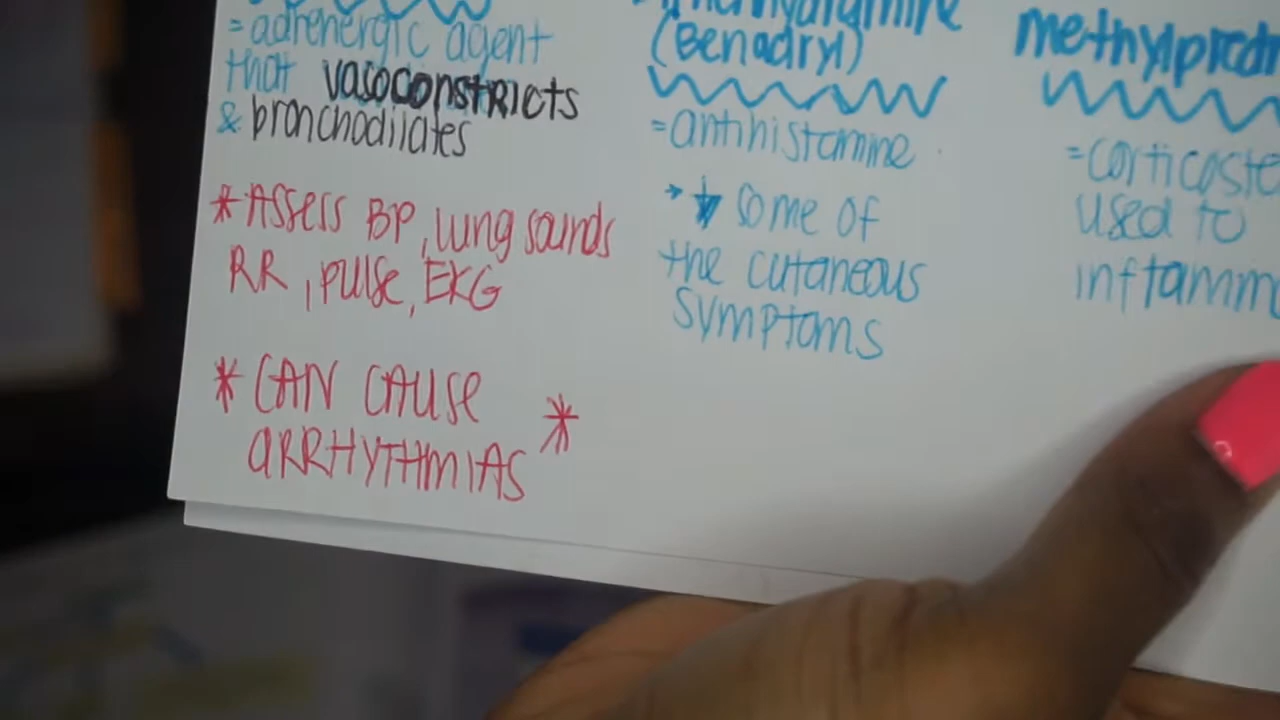 = adrenergic agent
that vasoconstricts
& bronchodilates
* Assess BP, lung sounds
RR, pulse, EKG
* CAN CAUSE
ARRHYTHMIAS *
(Benadryl)
= antihistamine
→ ↓ some of
the cutaneous
symptoms
methylpred
= corticoste
used to
inflamm